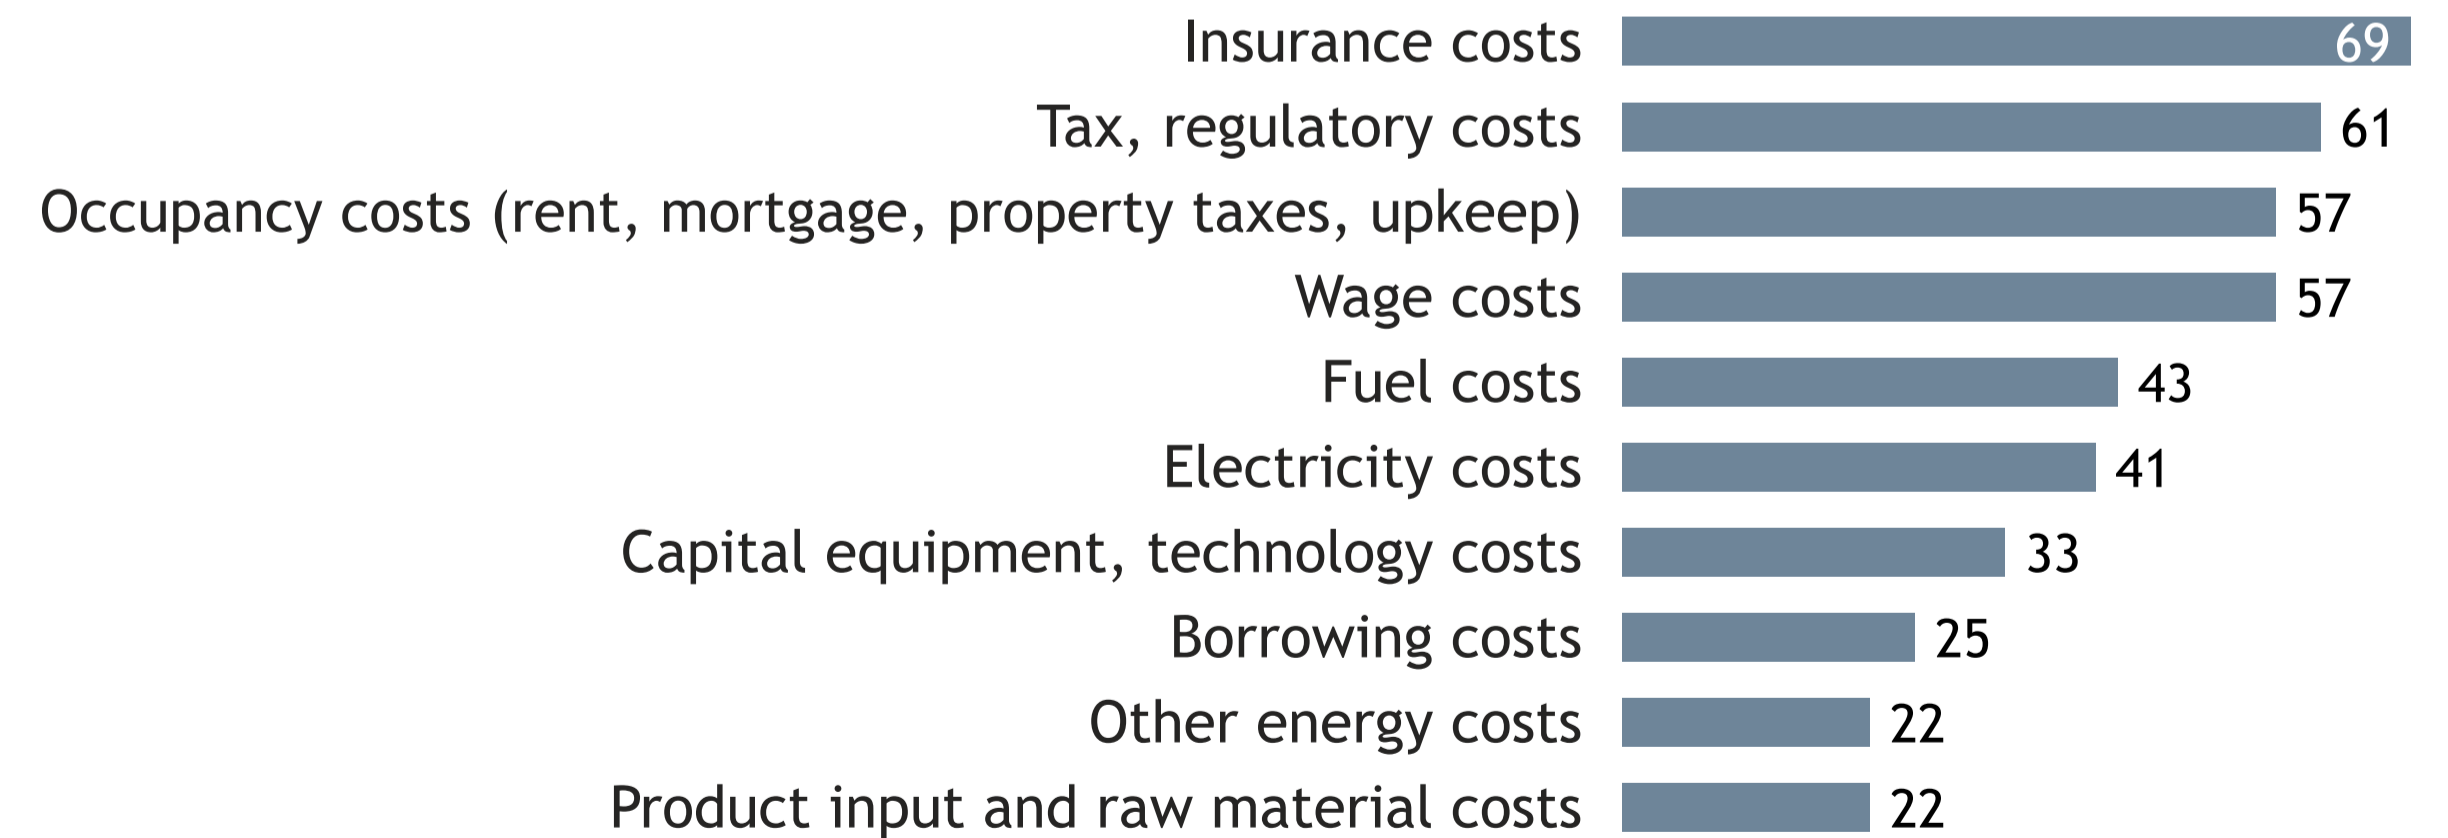 Insurance costs 69
Tax, regulatory costs 61
Occupancy costs (rent, mortgage, property taxes, upkeep) 57
Wage costs 57
Fuel costs 43
Electricity costs 41
Capital equipment, technology costs 33
Borrowing costs 25
Other energy costs 22
Product input and raw material costs 22